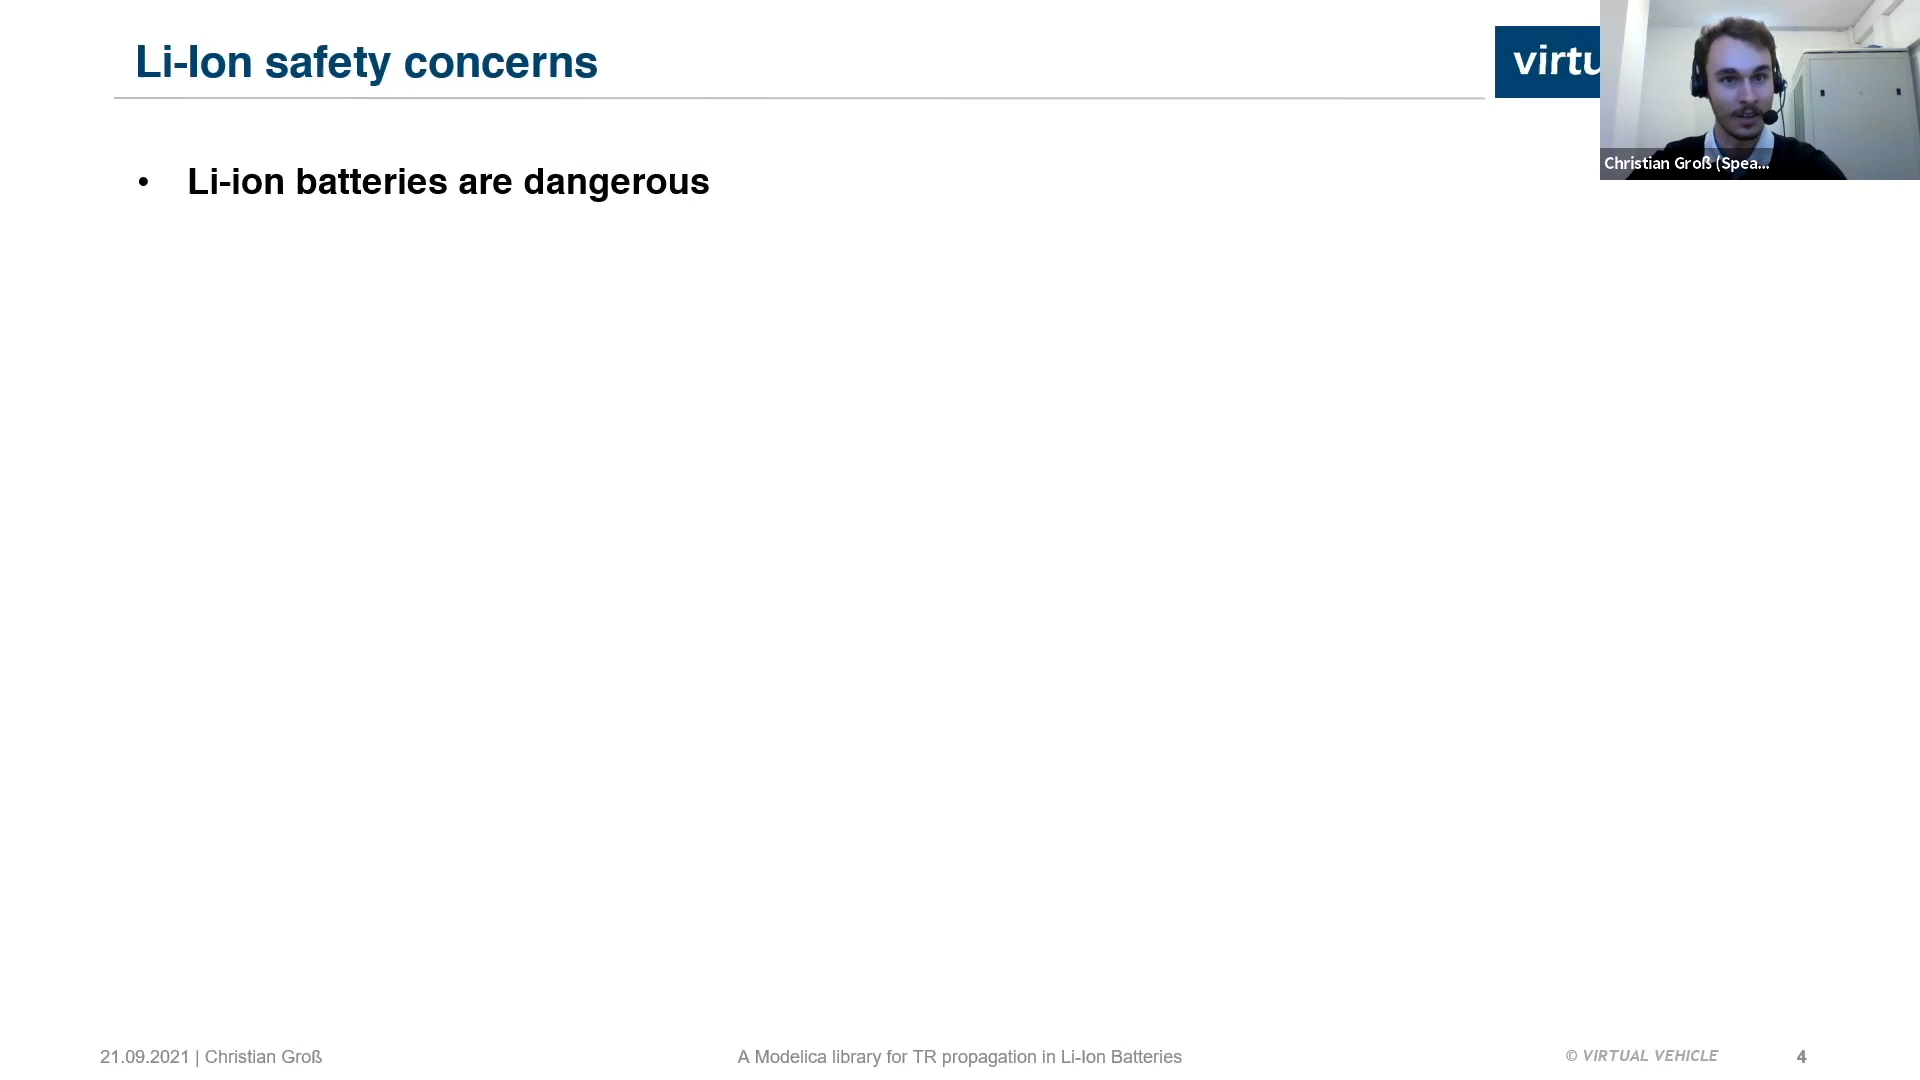 Li-Ion safety concerns
virtu
Christian Groß (Spea...
• Li-ion batteries are dangerous
21.09.2021 | Christian Groß
A Modelica library for TR propagation in Li-Ion Batteries
© VIRTUAL VEHICLE
4